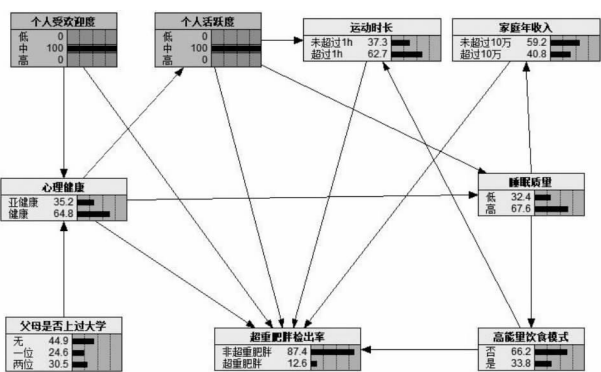 个人受欢迎度
低 0
中 100
高 0
个人活跃度
低 0
中 100
高 0
运动时长
未超过1h 37.3
超过1h 62.7
家庭年收入
未超过10万 59.2
超过10万 40.8
心理健康
亚健康 35.2
健康 64.8
睡眠质量
低 32.4
高 67.6
父母是否上过大学
无 44.9
一位 24.6
两位 30.5
超重肥胖检出率
非超重肥胖 87.4
超重肥胖 12.6
高能量饮食模式
否 66.2
是 33.8